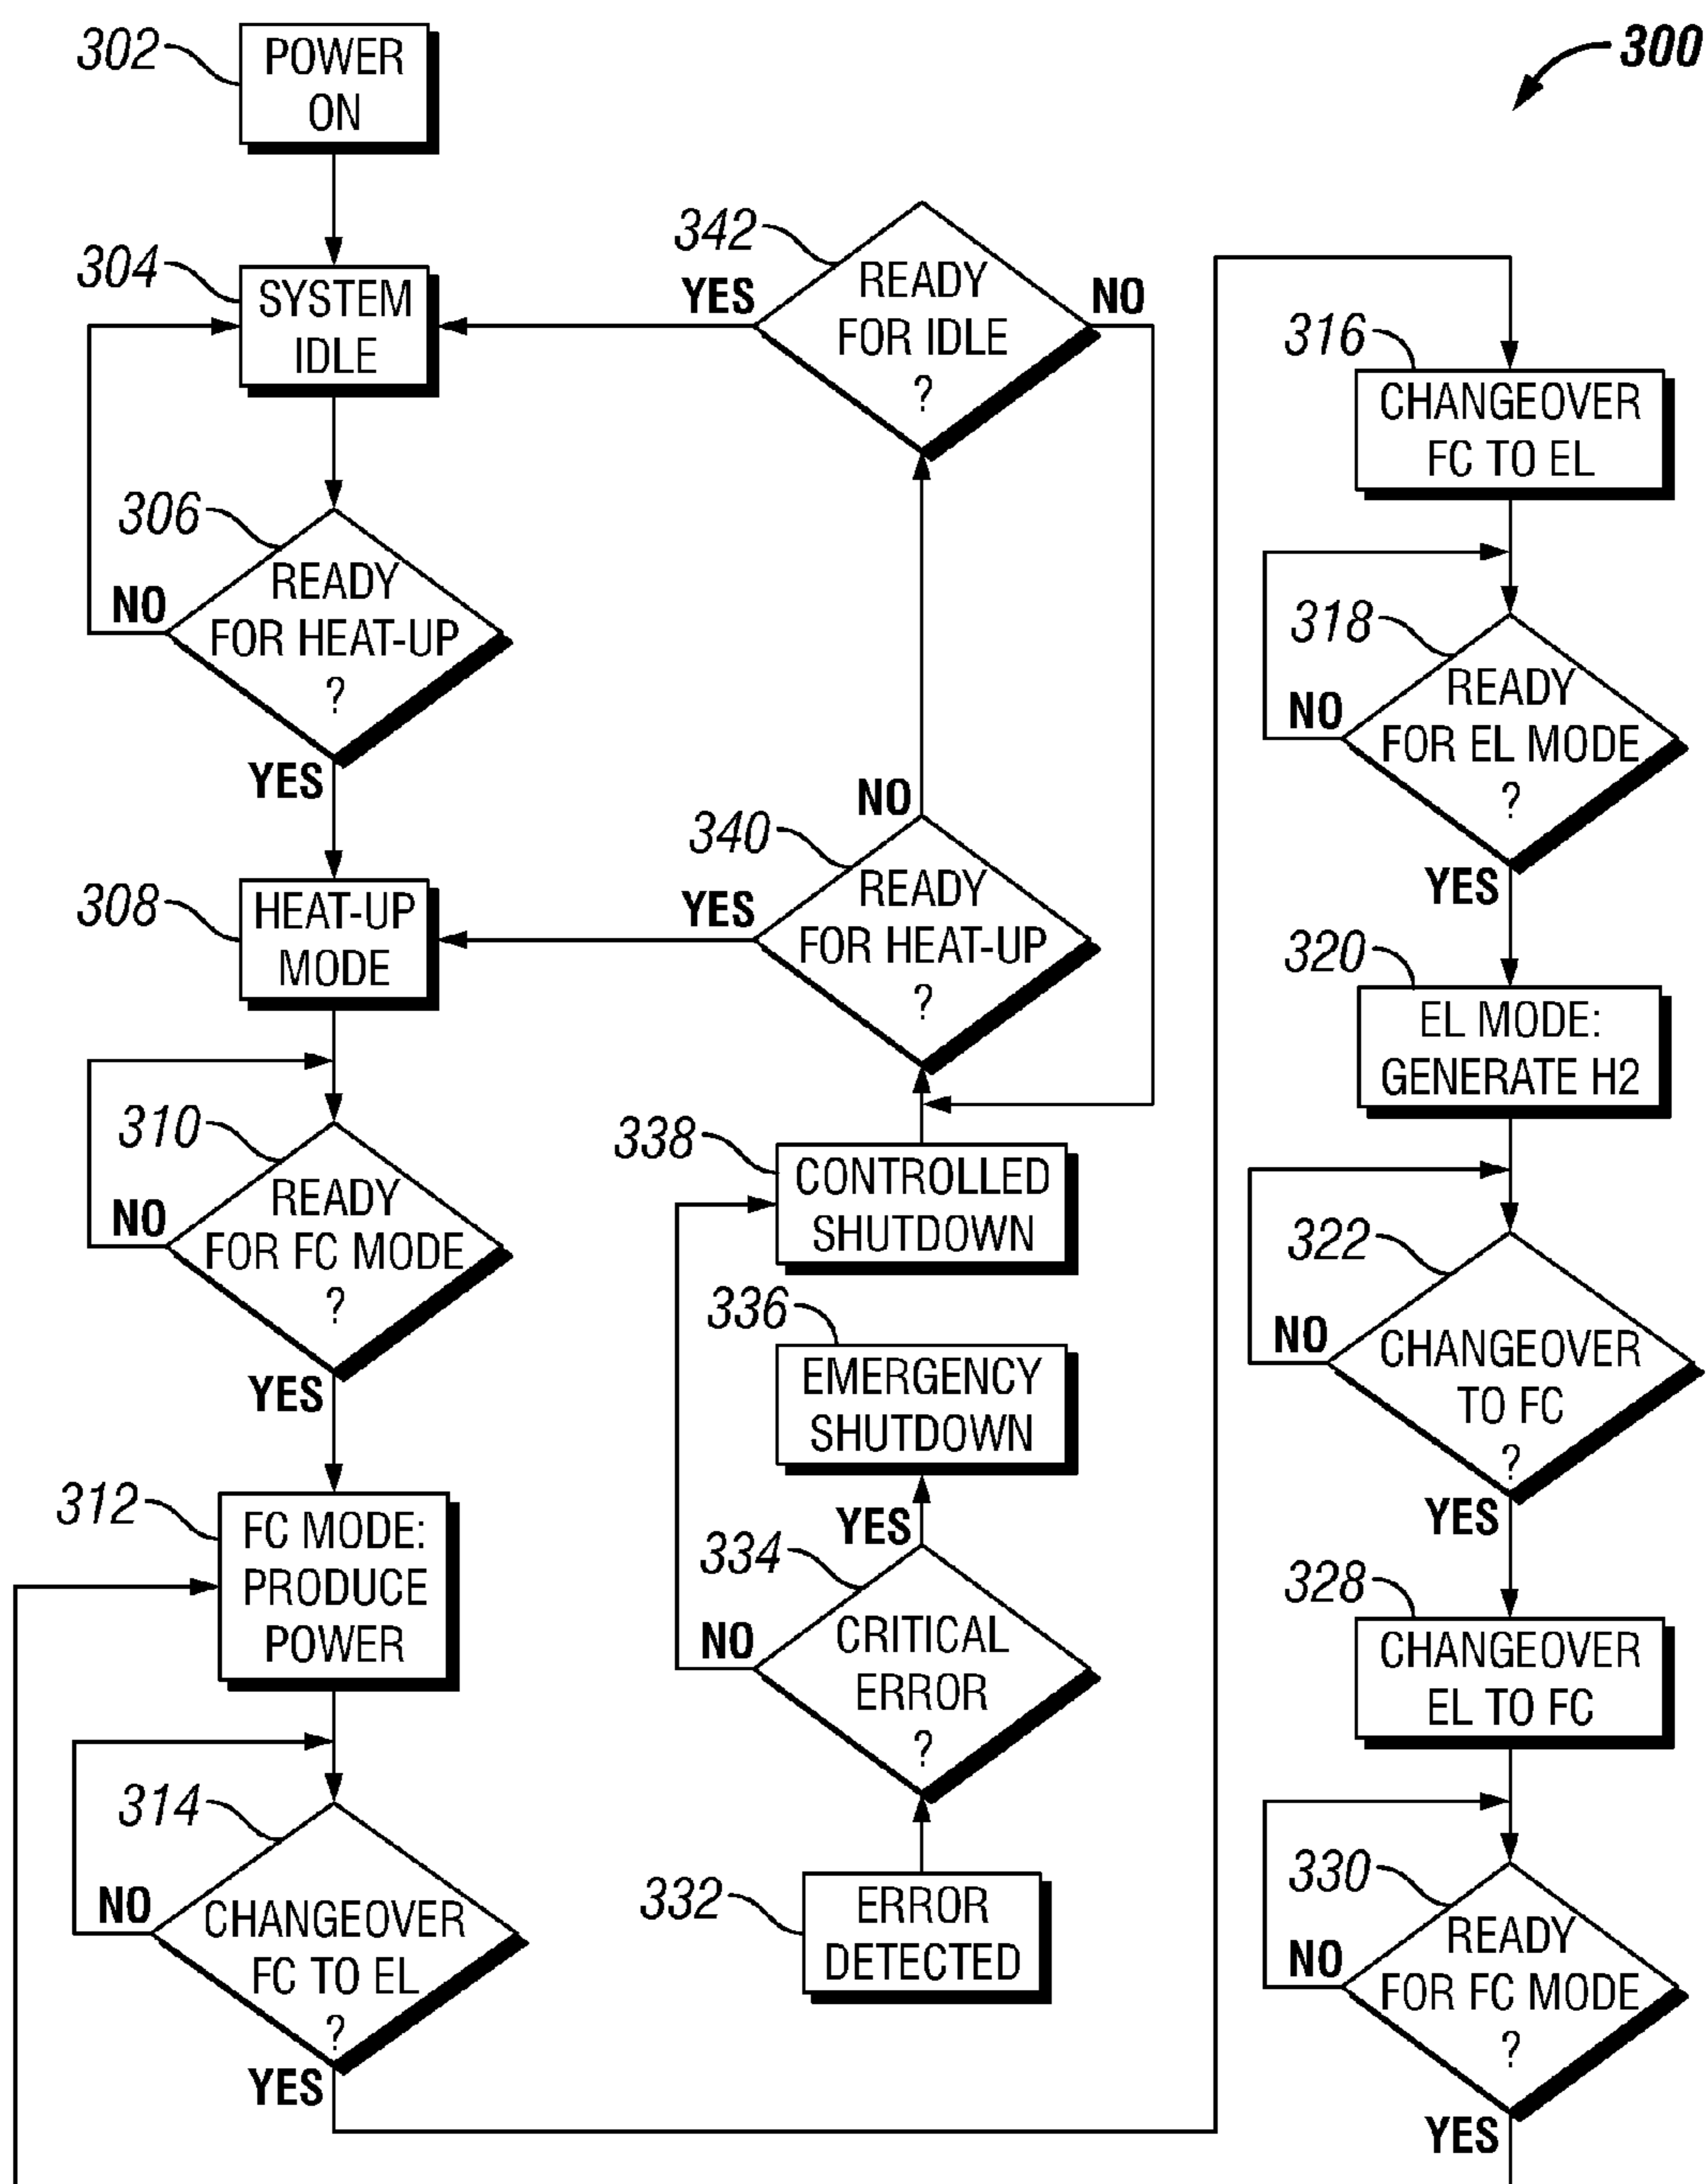 300
302
POWER
ON
304
SYSTEM
IDLE
306
READY
FOR HEAT-UP
?
NO
YES
308
HEAT-UP
MODE
310
READY
FOR FC MODE
?
NO
YES
312
FC MODE:
PRODUCE
POWER
314
CHANGEOVER
FC TO EL
?
NO
YES
342
READY
FOR IDLE
?
YES
NO
340
READY
FOR HEAT-UP
?
NO
YES
338
CONTROLLED
SHUTDOWN
336
EMERGENCY
SHUTDOWN
YES
334
CRITICAL
ERROR
?
NO
332
ERROR
DETECTED
316
CHANGEOVER
FC TO EL
318
READY
FOR EL MODE
?
NO
YES
320
EL MODE:
GENERATE H2
322
CHANGEOVER
TO FC
?
NO
YES
328
CHANGEOVER
EL TO FC
330
READY
FOR FC MODE
?
NO
YES